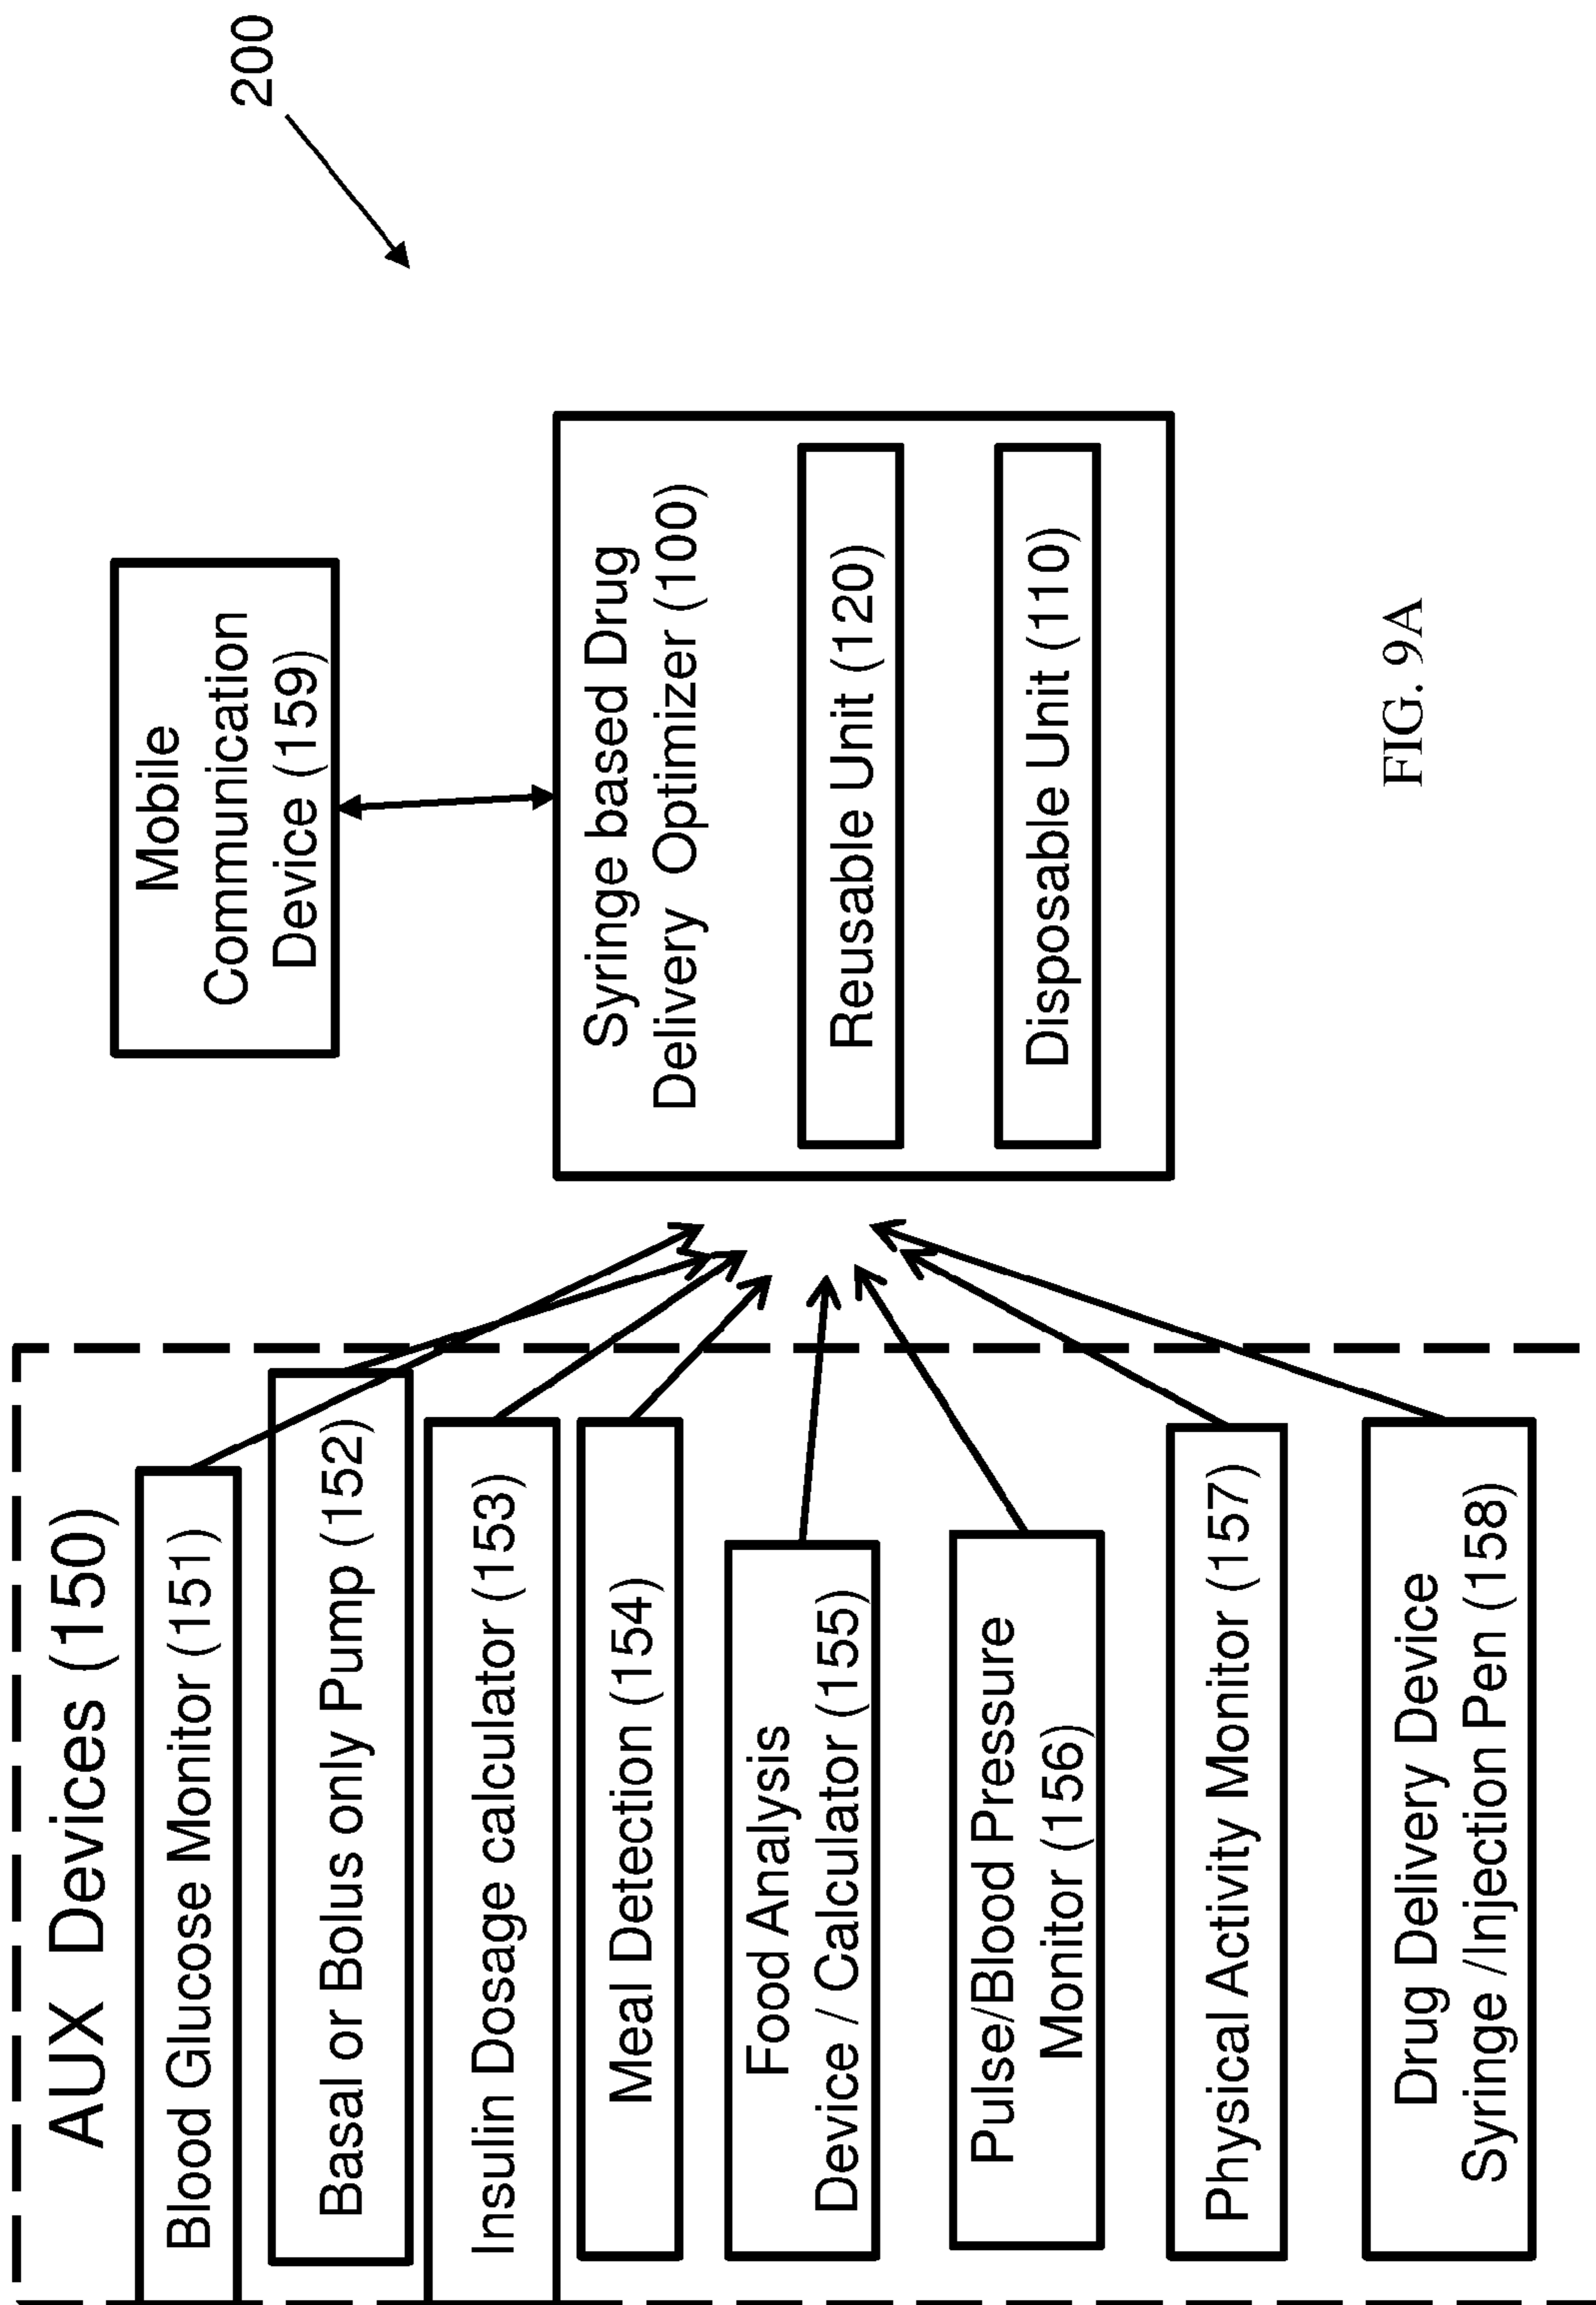 200
AUX Devices (150)
Blood Glucose Monitor (151)
Basal or Bolus only Pump (152)
Insulin Dosage calculator (153)
Meal Detection (154)
Food Analysis
Device / Calculator (155)
Pulse/Blood Pressure
Monitor (156)
Physical Activity Monitor (157)
Drug Delivery Device
Syringe /Injection Pen (158)
Mobile
Communication
Device (159)
Syringe based Drug
Delivery Optimizer (100)
Reusable Unit (120)
Disposable Unit (110)
FIG. 9A